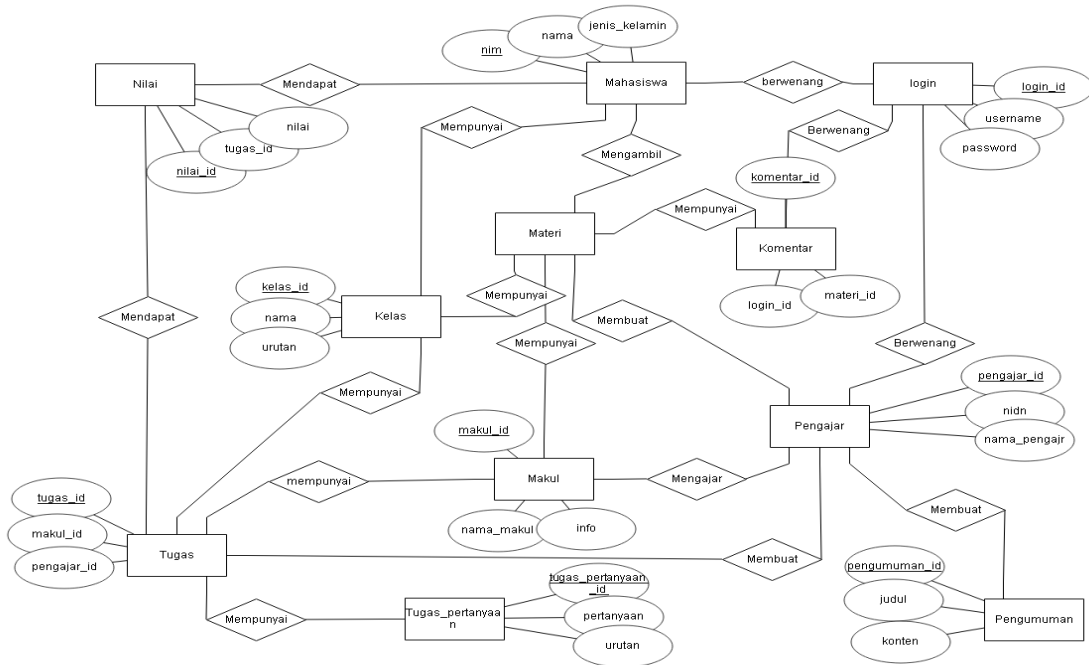 jenis_kelamin
nama
nim
Nilai
Mendapat
Mahasiswa
berwenang
login
login_id
username
password
nilai
tugas_id
nilai_id
Mempunyai
Mengambil
Berwenang
komentar_id
Mempunyai
Materi
Komentar
login_id
materi_id
kelas_id
nama
urutan
Kelas
Mempunyai
Mendapat
Membuat
Mempunyai
Berwenang
Mempunyai
pengajar_id
nidn
nama_pengajr
Pengajar
makul_id
mempunyai
Makul
Mengajar
nama_makul
info
tugas_id
makul_id
pengajar_id
Tugas
Membuat
Membuat
Mempunyai
Tugas_pertanyaa
n
tugas_pertanyaan
_id
pertanyaan
urutan
pengumuman_id
judul
konten
Pengumuman